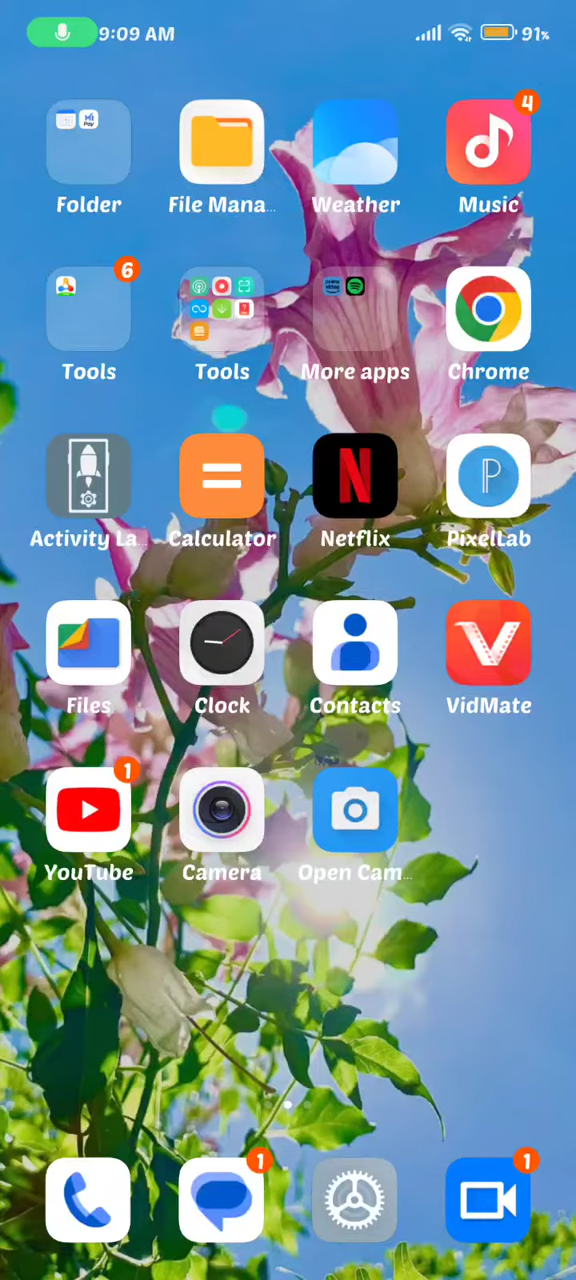 9:09 AM 91%
4
Folder File Mana... Weather Music
6
Tools Tools More apps Chrome
Activity La... Calculator Netflix PixelLab
Files Clock Contacts VidMate
1
YouTube Camera Open Cam...
1 1